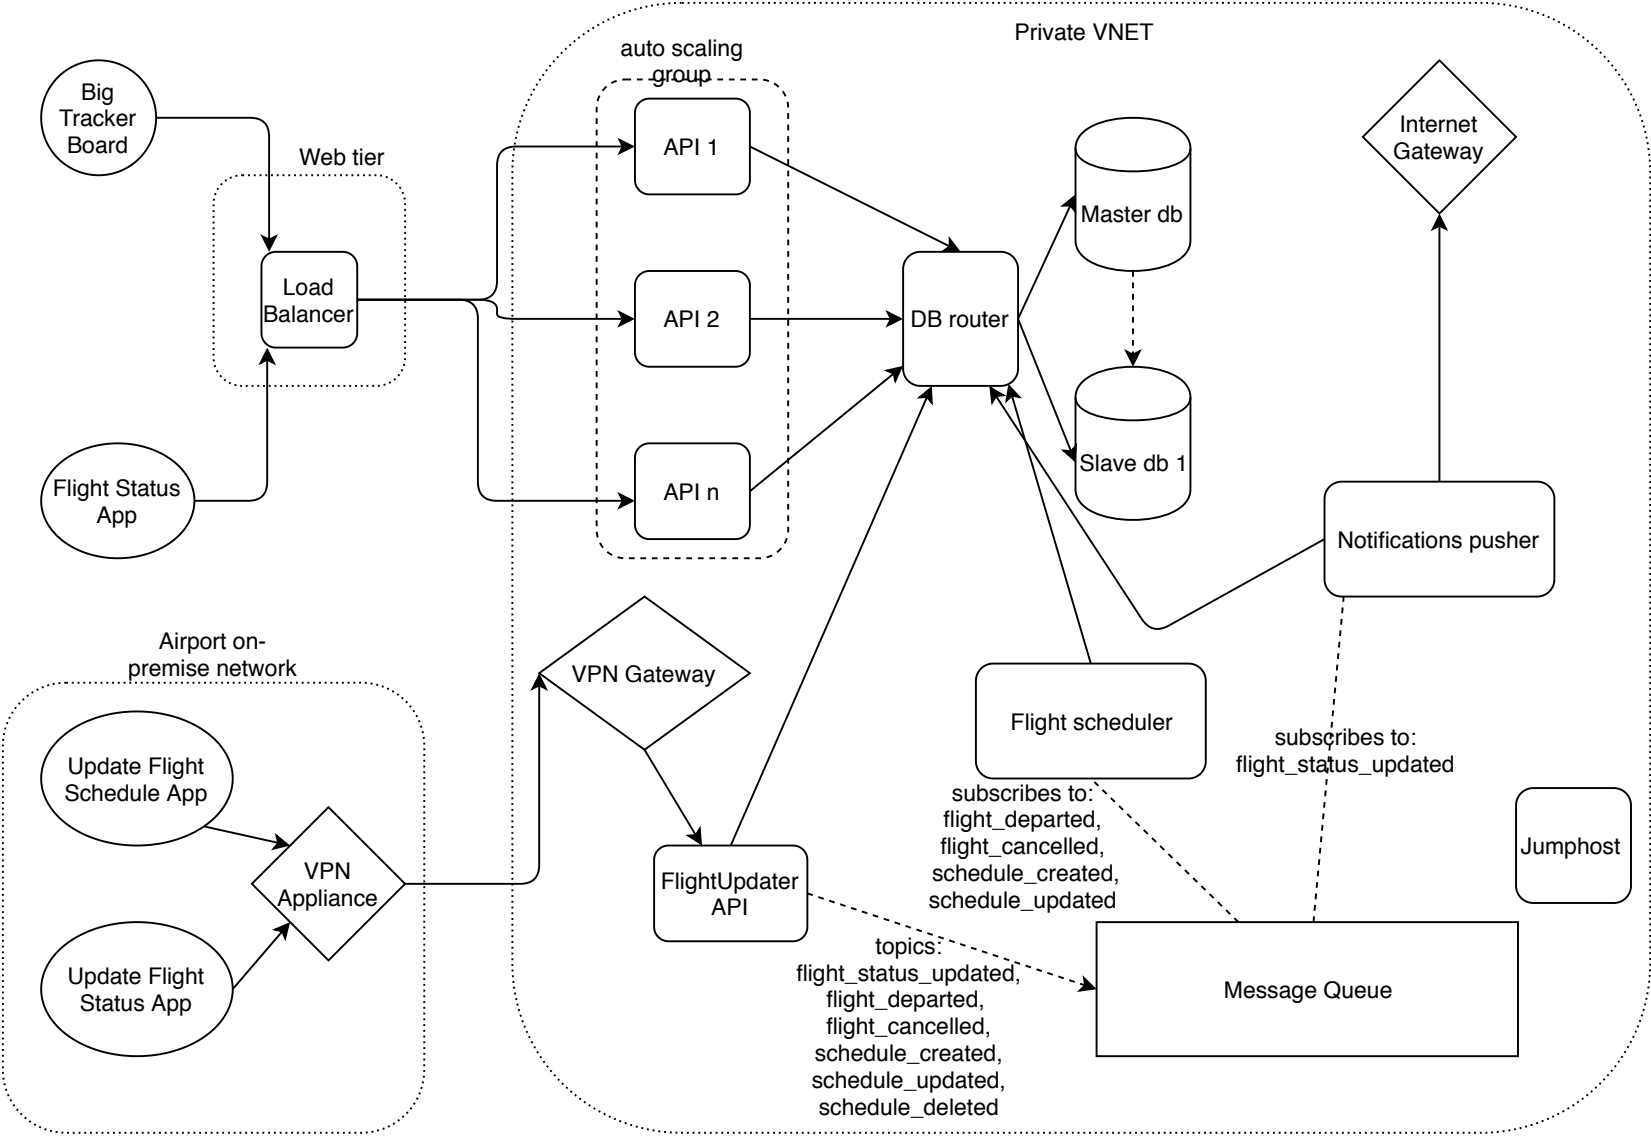 Private VNET
auto scaling
group
Big
Tracker
Board
Web tier
Load
Balancer
Flight Status
App
API 1
API 2
API n
DB router
Master db
Slave db 1
Internet
Gateway
Notifications pusher
Airport on-
premise network
Update Flight
Schedule App
VPN
Appliance
Update Flight
Status App
VPN Gateway
FlightUpdater
API
Flight scheduler
subscribes to:
flight_departed,
flight_cancelled,
schedule_created,
schedule_updated
subscribes to:
flight_status_updated
Jumphost
topics:
flight_status_updated,
flight_departed,
flight_cancelled,
schedule_created,
schedule_updated,
schedule_deleted
Message Queue